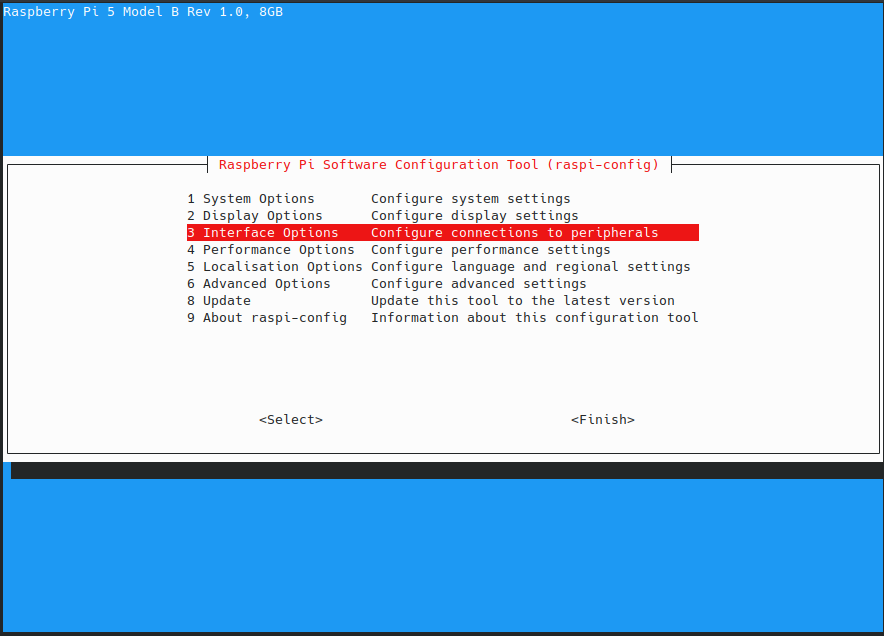 Raspberry Pi 5 Model B Rev 1.0, 8GB
Raspberry Pi Software Configuration Tool (raspi-config)
1 System Options Configure system settings
2 Display Options Configure display settings
3 Interface Options Configure connections to peripherals
4 Performance Options Configure performance settings
5 Localisation Options Configure language and regional settings
6 Advanced Options Configure advanced settings
8 Update Update this tool to the latest version
9 About raspi-config Information about this configuration tool
<Select> <Finish>